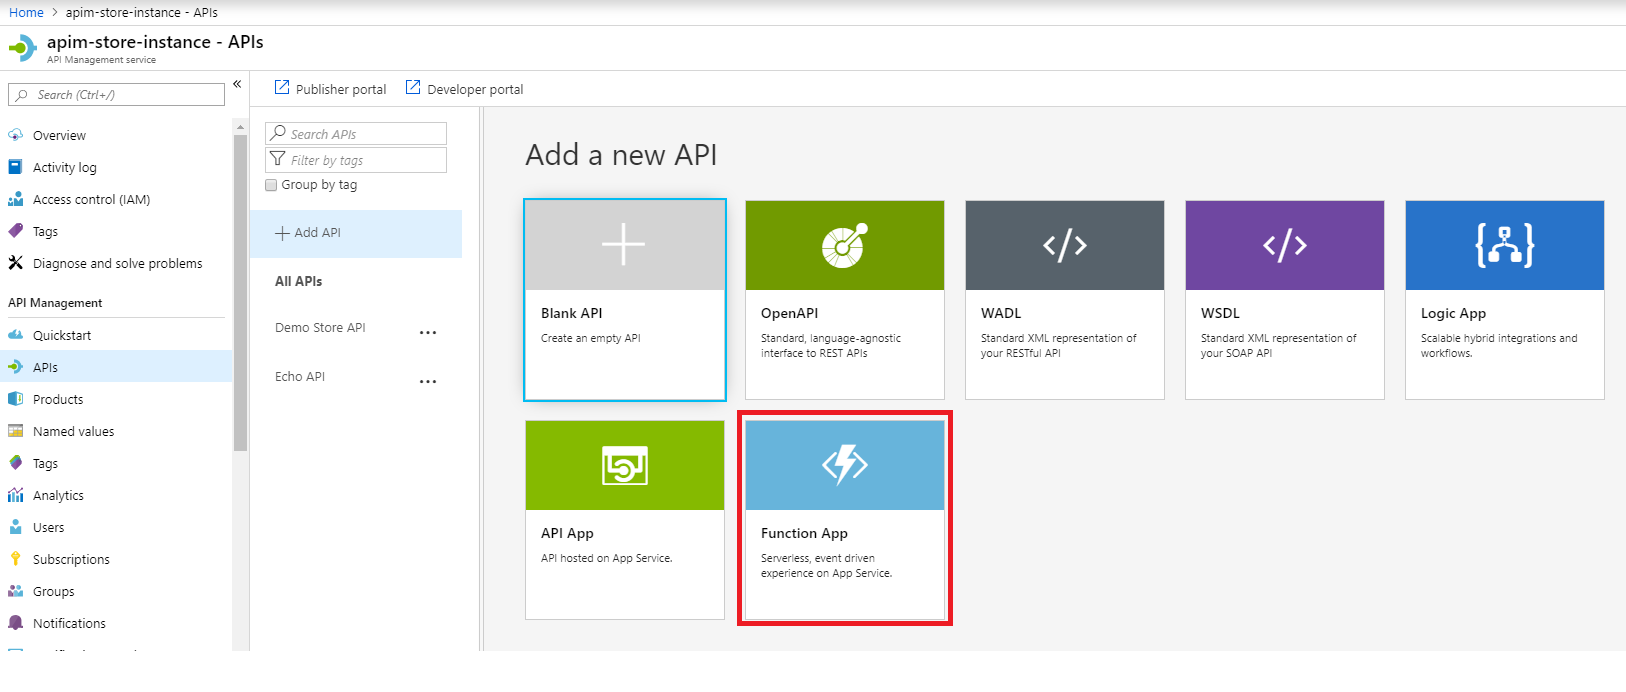 Home > apim-store-instance - APIs
apim-store-instance - APIs
API Management service
Search (Ctrl+/)
«
Overview
Activity log
Access control (IAM)
Tags
Diagnose and solve problems
API Management
Quickstart
APIs
Products
Named values
Tags
Analytics
Users
Subscriptions
Groups
Notifications
Publisher portal
Developer portal
Search APIs
Filter by tags
Group by tag
+ Add API
All APIs
Demo Store API ...
Echo API ...
Add a new API
Blank API
Create an empty API
OpenAPI
Standard, language-agnostic
interface to REST APIs
</>
WADL
Standard XML representation of
your RESTful API
</>
WSDL
Standard XML representation of
your SOAP API
Logic App
Scalable hybrid integrations and
workflows.
API App
API hosted on App Service.
Function App
Serverless, event driven
experience on App Service.